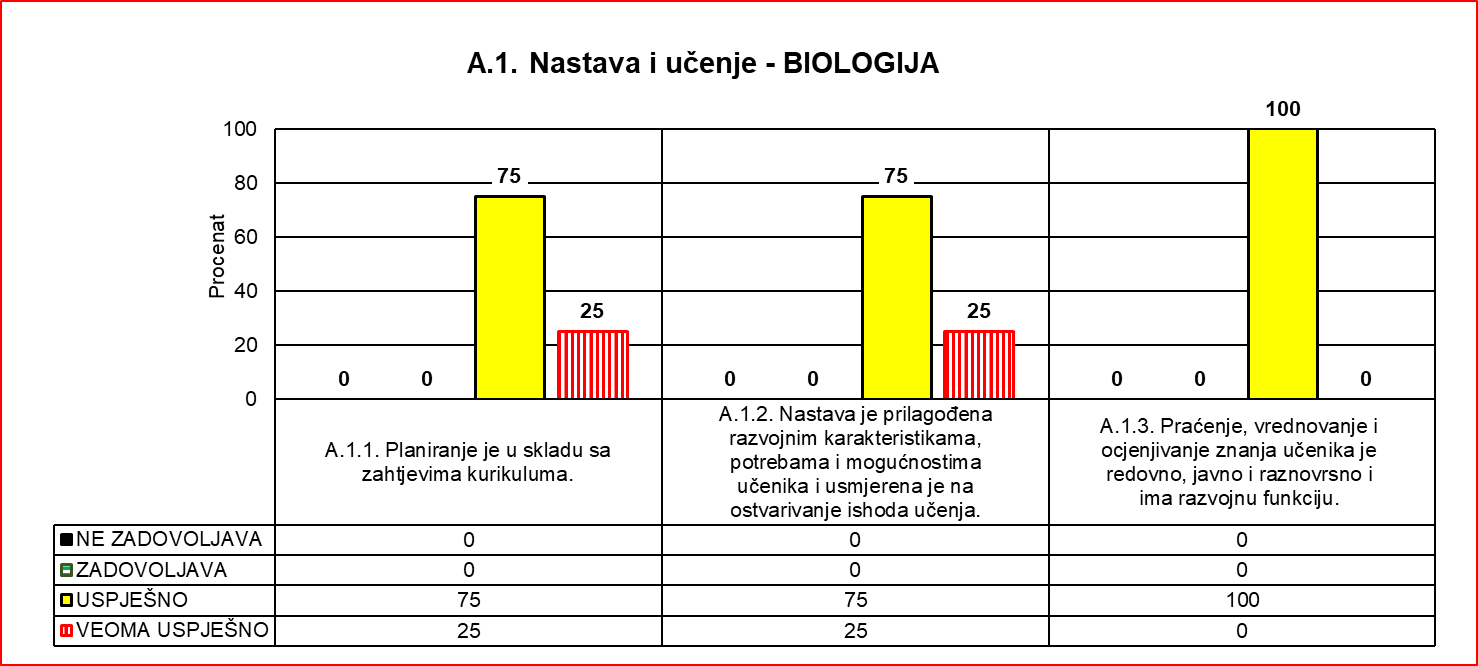 A.1. Nastava i učenje - BIOLOGIJA
Procenat
100
80
60
40
20
0
0
0
75
25
0
0
75
25
0
0
100
0
A.1.1. Planiranje je u skladu sa
zahtjevima kurikuluma.
A.1.2. Nastava je prilagođena
razvojnim karakteristikama,
potrebama i mogućnostima
učenika i usmjerena je na
ostvarivanje ishoda učenja.
A.1.3. Praćenje, vrednovanje i
ocjenjivanje znanja učenika je
redovno, javno i raznovrsno i
ima razvojnu funkciju.
NE ZADOVOLJAVA 0 0 0
ZADOVOLJAVA 0 0 0
USPJEŠNO 75 75 100
VEOMA USPJEŠNO 25 25 0